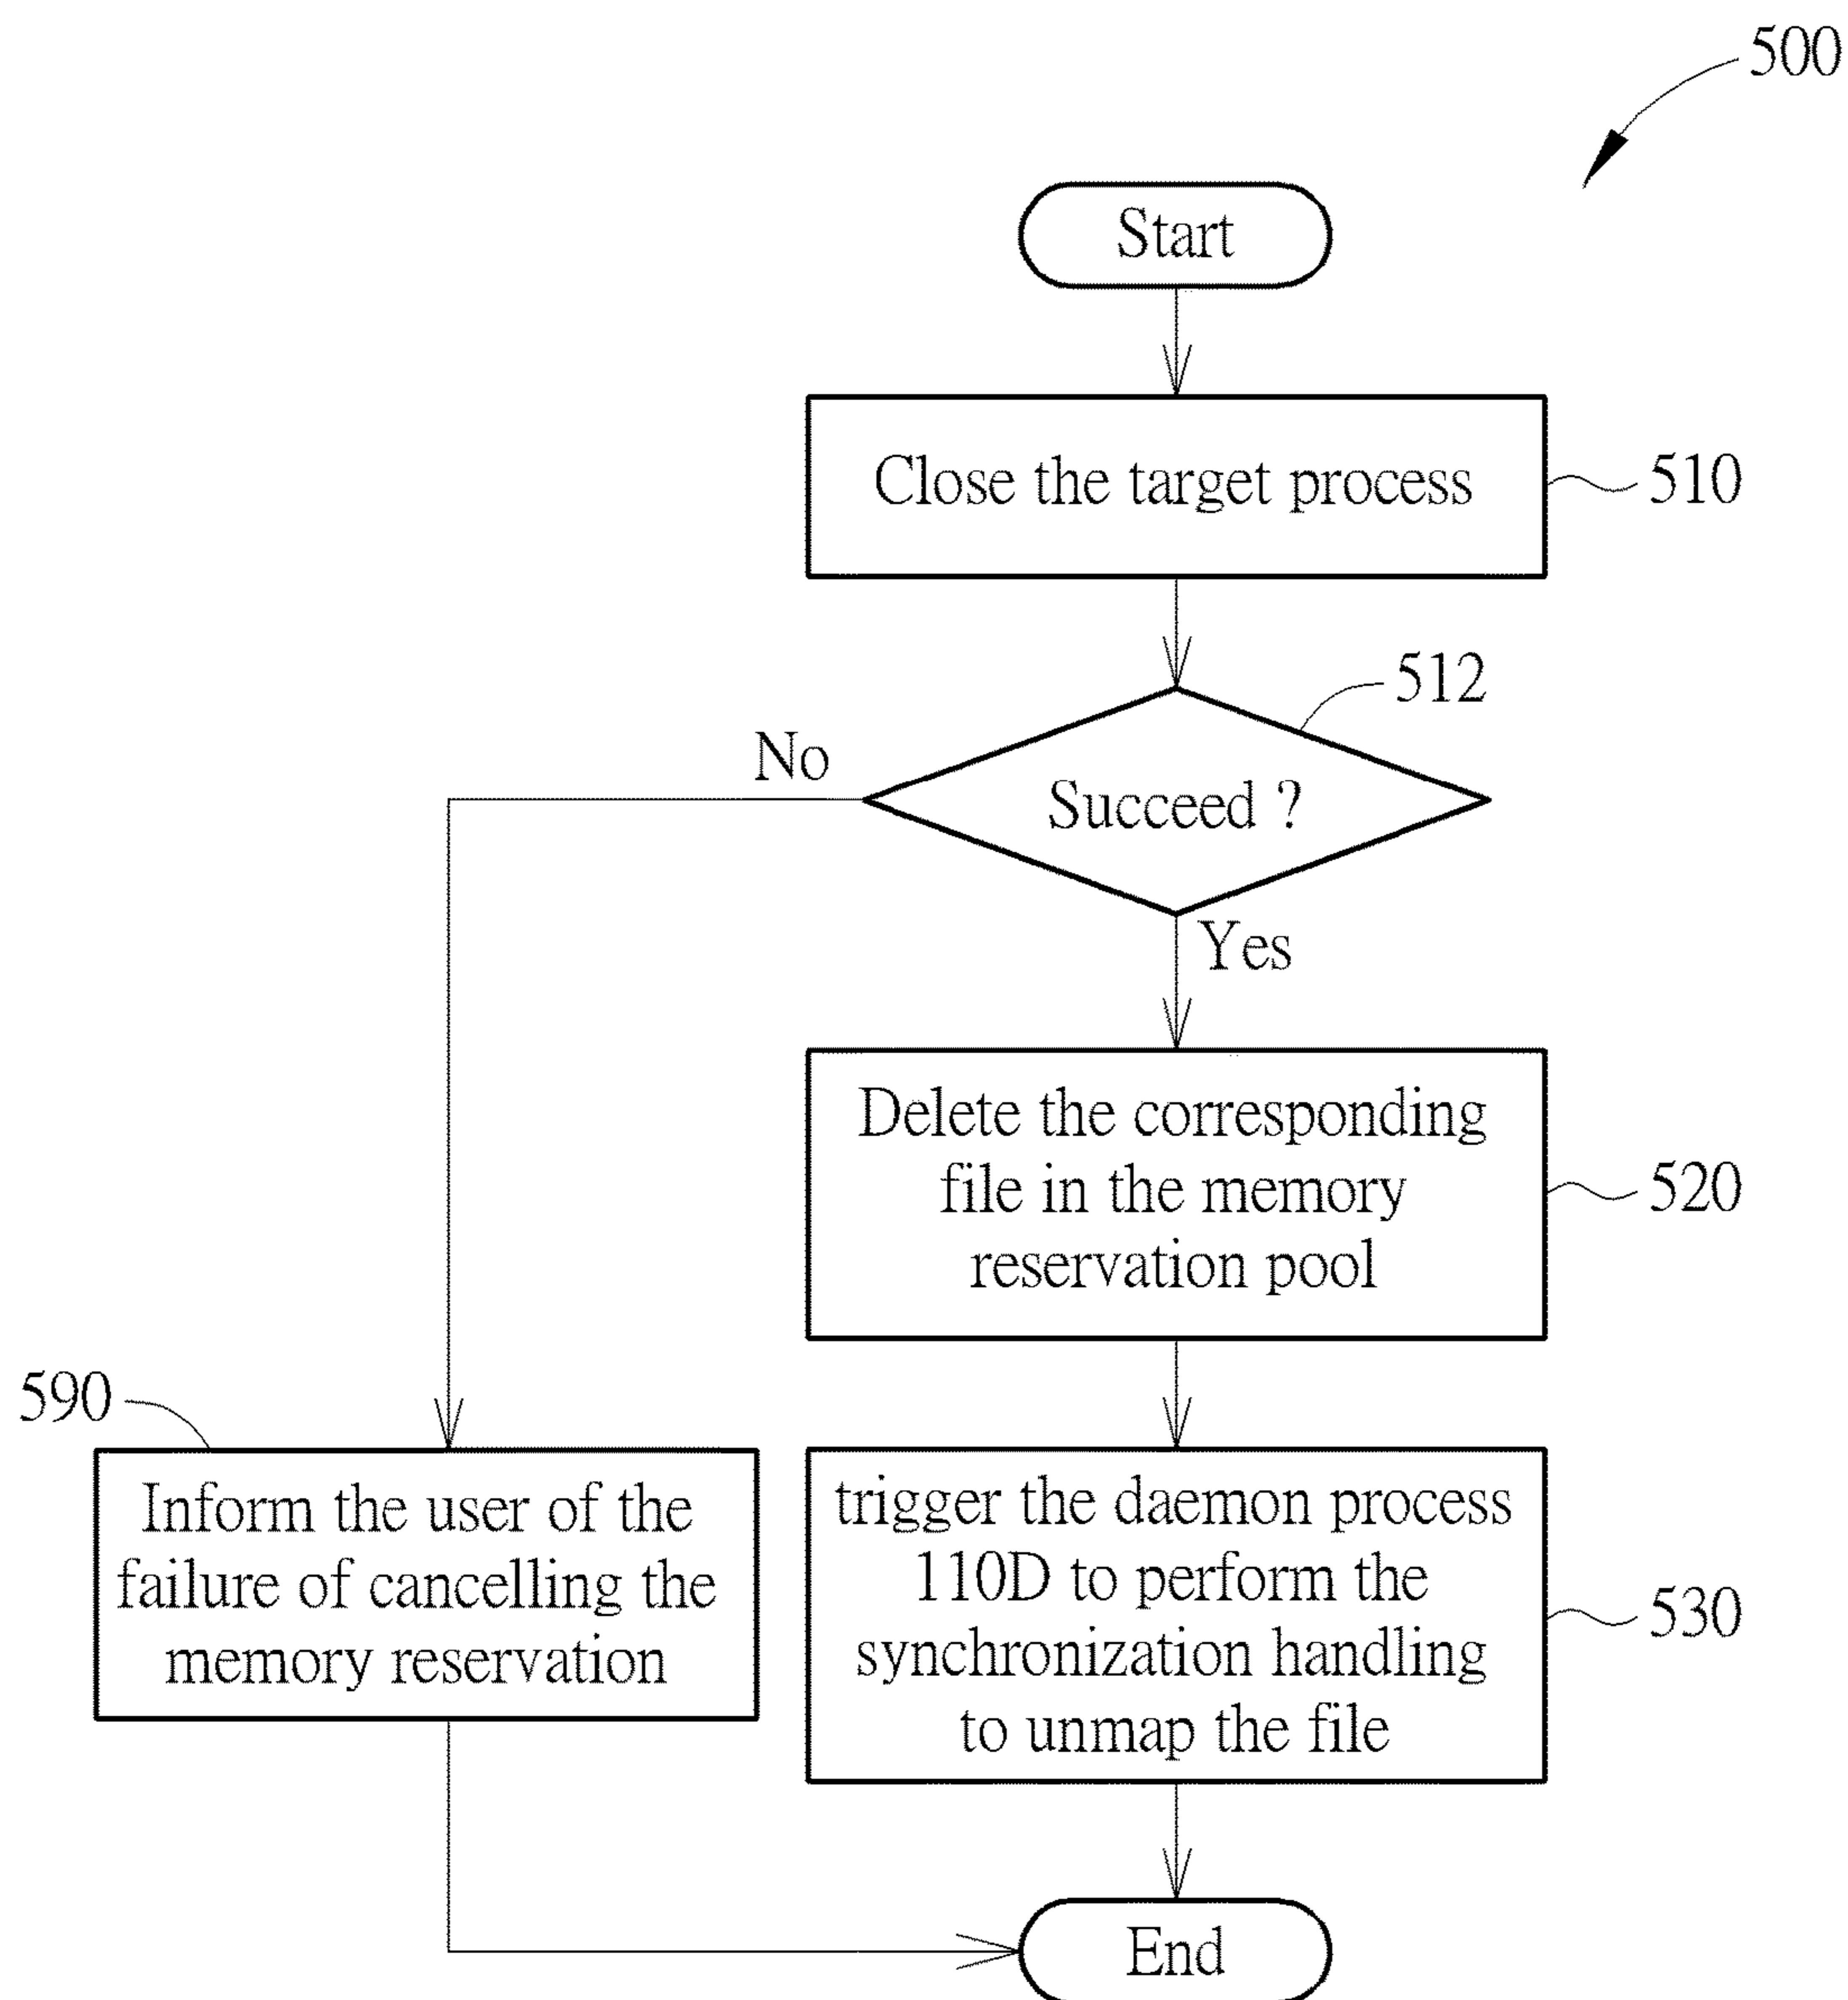 500
Start
Close the target process
510
512
Succeed ?
No
Yes
Delete the corresponding
file in the memory
reservation pool
520
590
Inform the user of the
failure of cancelling the
memory reservation
trigger the daemon process
110D to perform the
synchronization handling
to unmap the file
530
End